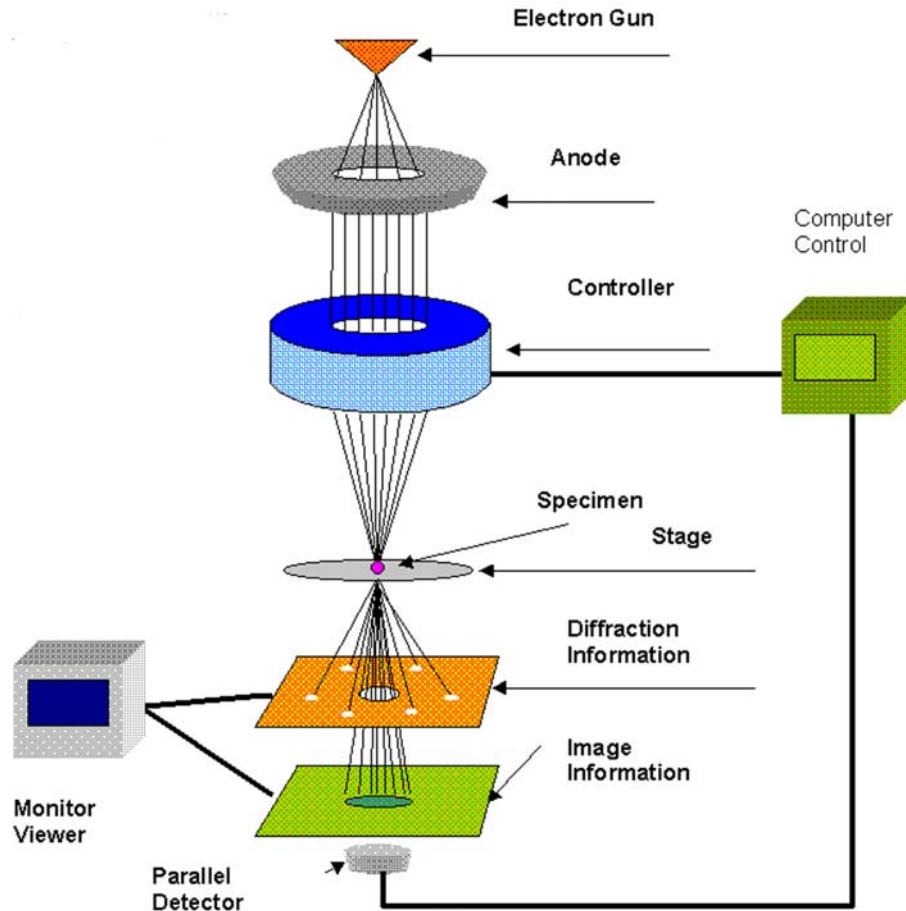 Electron Gun
Anode
Computer
Control
Controller
Specimen
Stage
Diffraction
Information
Image
Information
Monitor
Viewer
Parallel
Detector